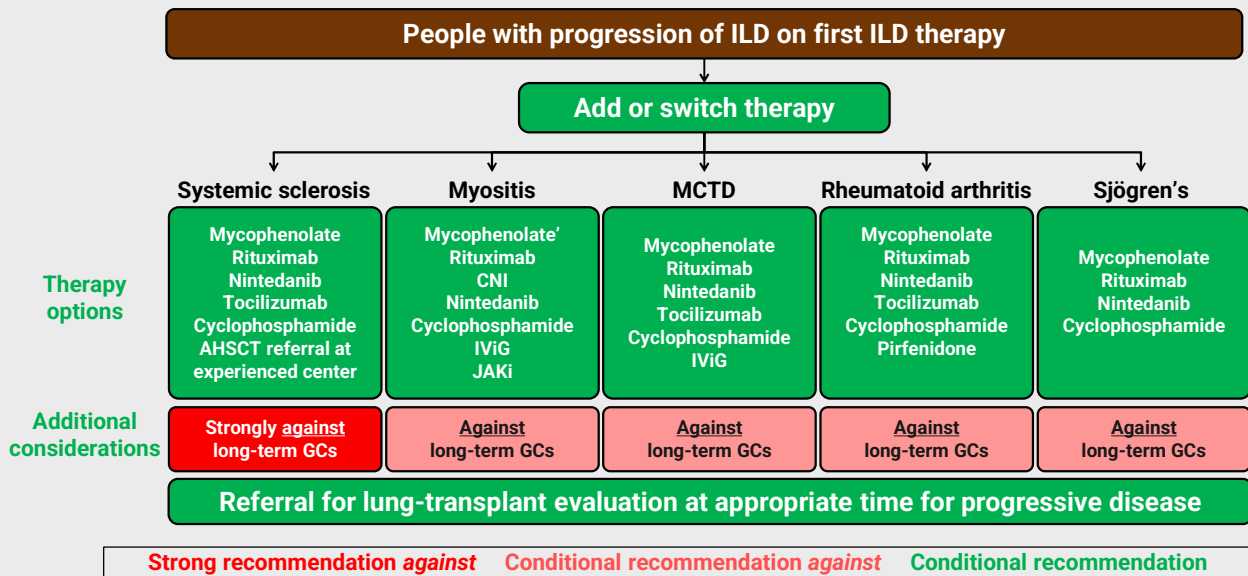 People with progression of ILD on first ILD therapy
Add or switch therapy
Systemic sclerosis
Myositis
MCTD
Rheumatoid arthritis
Sjögren’s
Therapy
options
Mycophenolate
Rituximab
Nintedanib
Tocilizumab
Cyclophosphamide
AHSCT referral at
experienced center
Mycophenolate’
Rituximab
CNI
Nintedanib
Cyclophosphamide
IViG
JAKi
Mycophenolate
Rituximab
Nintedanib
Tocilizumab
Cyclophosphamide
IViG
Mycophenolate
Rituximab
Nintedanib
Tocilizumab
Cyclophosphamide
Pirfenidone
Mycophenolate
Rituximab
Nintedanib
Cyclophosphamide
Additional
considerations
Strongly against
long-term GCs
Against
long-term GCs
Against
long-term GCs
Against
long-term GCs
Against
long-term GCs
Referral for lung-transplant evaluation at appropriate time for progressive disease
Strong recommendation against Conditional recommendation against Conditional recommendation